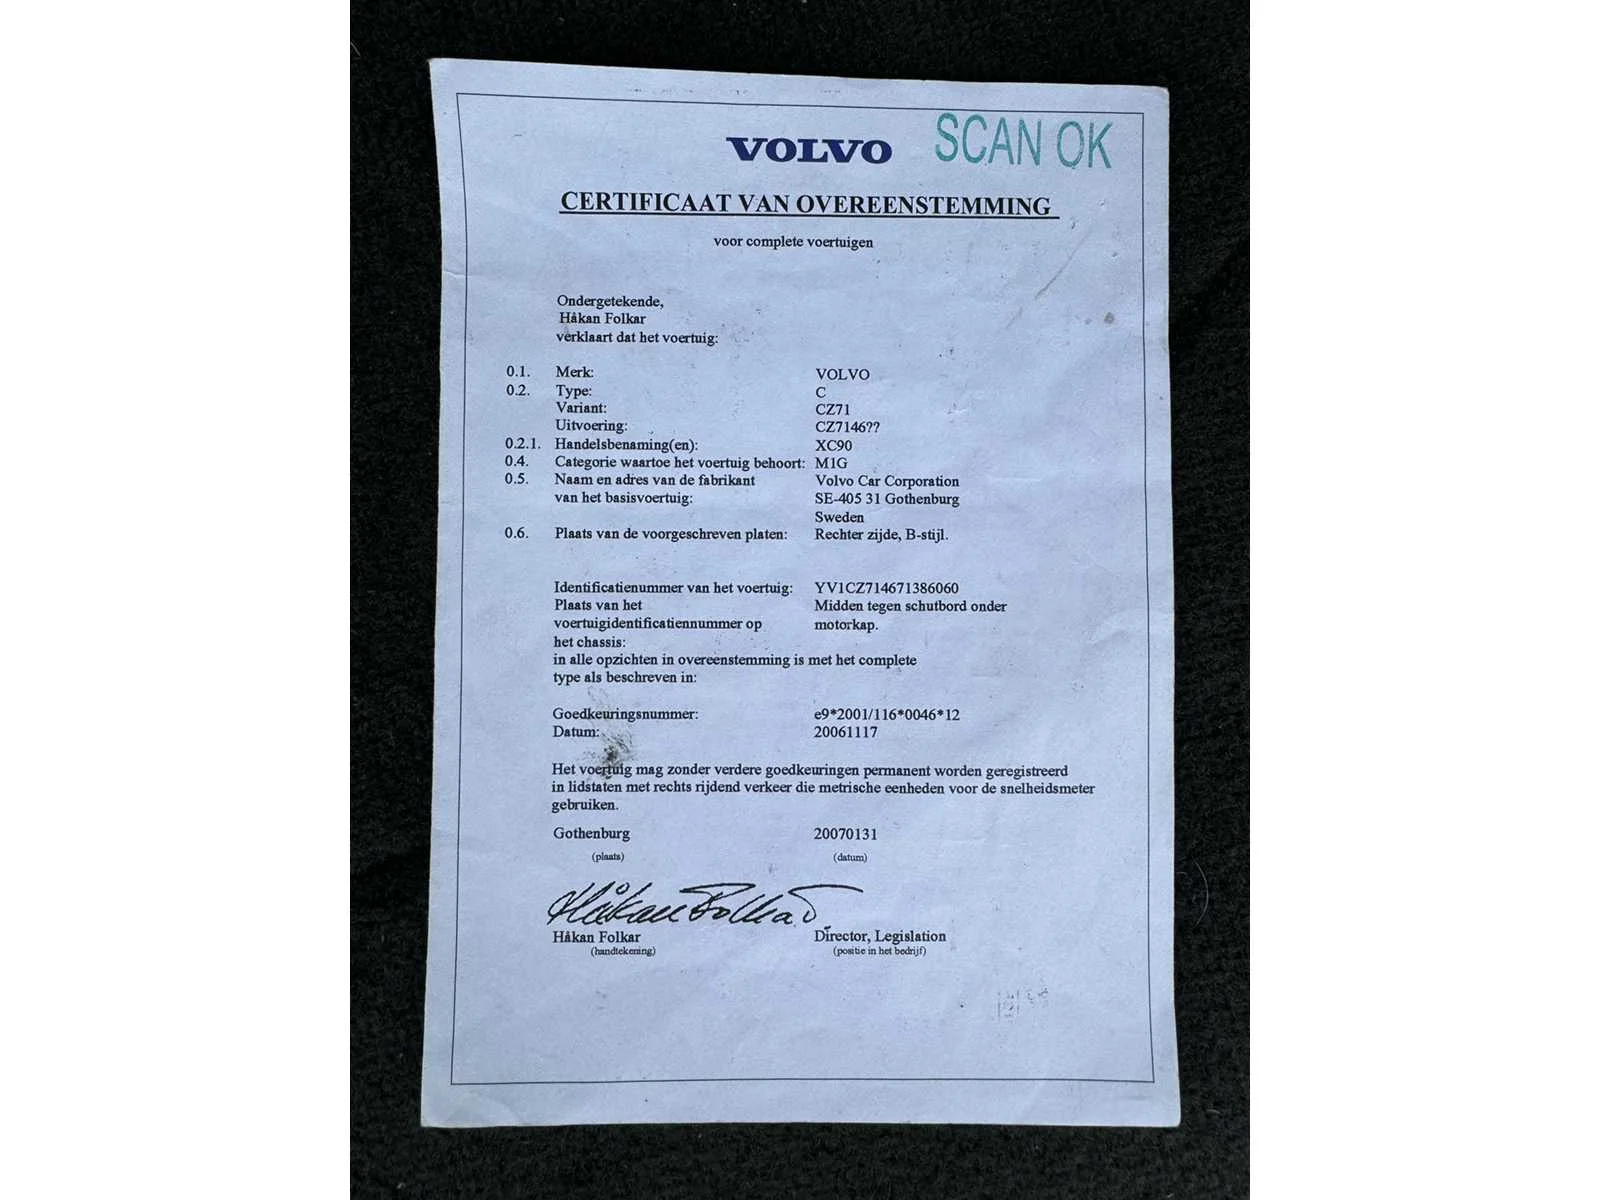 VOLVO
SCAN OK
CERTIFICAAT VAN OVEREENSTEMMING
voor complete voertuigen
Ondergetekende,
Håkan Folkar
verklaart dat het voertuig:
0.1. Merk: VOLVO
0.2. Type: C
Variant: CZ71
Uitvoering: CZ7146??
0.2.1. Handelsbenaming(en): XC90
0.4. Categorie waartoe het voertuig behoort: M1G
0.5. Naam en adres van de fabrikant Volvo Car Corporation
van het basisvoertuig: SE-405 31 Gothenburg
Sweden
0.6. Plaats van de voorgeschreven platen: Rechter zijde, B-stijl.
Identificatienummer van het voertuig: YV1CZ714671386060
Plaats van het Midden tegen schutbord onder
voertuigidentificatiennummer op motorkap.
het chassis:
in alle opzichten in overeenstemming is met het complete
type als beschreven in:
Goedkeuringsnummer: e9*2001/116*0046*12
Datum: 20061117
Het voertuig mag zonder verdere goedkeuringen permanent worden geregistreerd
in lidstaten met rechts rijdend verkeer die metrische eenheden voor de snelheidsmeter
gebruiken.
Gothenburg 20070131
(plaats) (datum)
Håkan Folkar
Håkan Folkar Director, Legislation
(handtekening) (positie in het bedrijf)